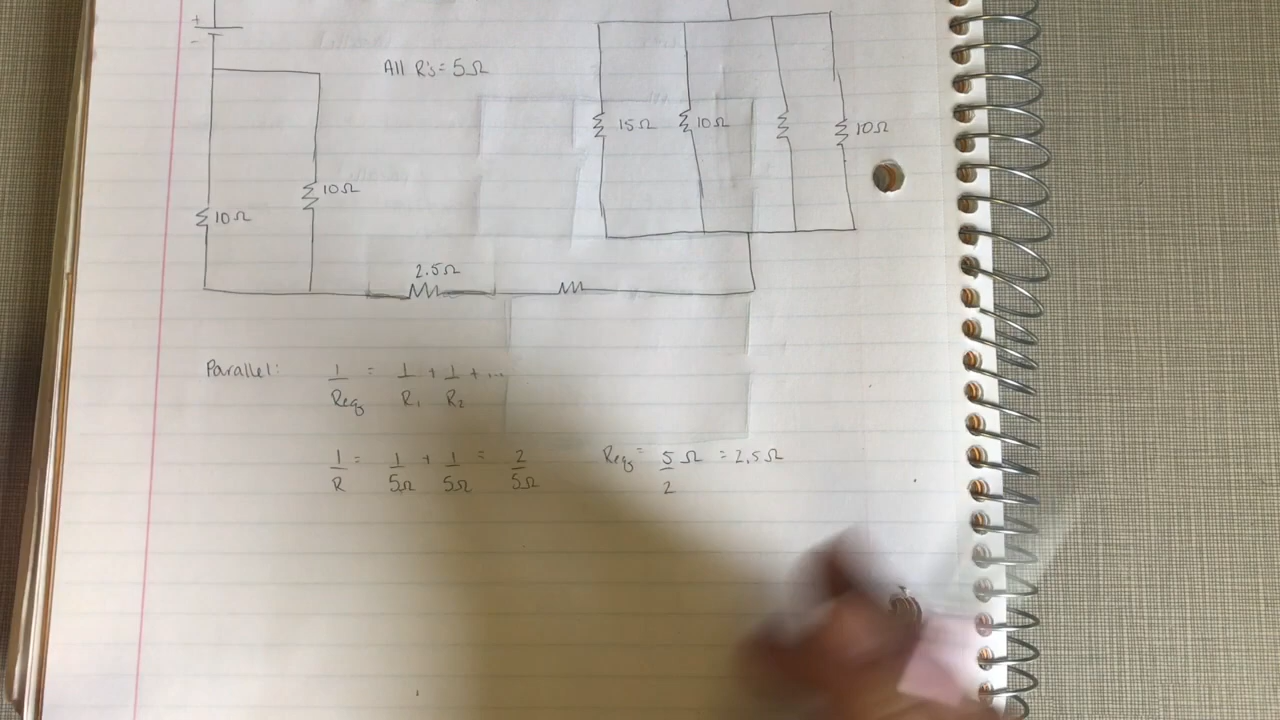 +
-
All R's = 5Ω
15Ω 10Ω 10Ω
10Ω
10Ω
2.5Ω
Parallel: 1/Req = 1/R₁ + 1/R₂ + ...
1/R = 1/5Ω + 1/5Ω = 2/5Ω Req = 5/2 Ω = 2.5Ω